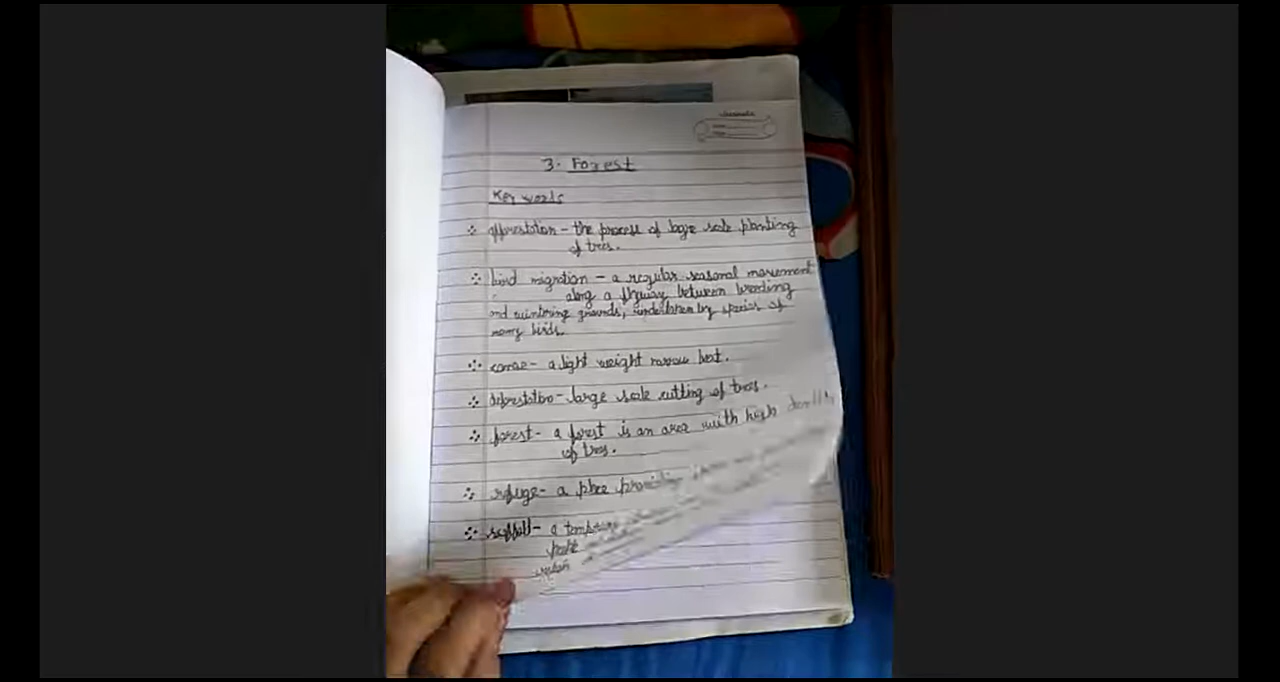 3. Forest
Key words
afforestation - the process of large scale planting
of trees.
bird migration - a regular seasonal movement
along a flyway between breeding
and wintering grounds, undertaken by species of
many birds.
canoe - a light weight narrow boat.
deforestation - large scale cutting of trees.
forest - a forest is an area with high density
of trees.
refuge - a place providing
scaffold - a temporary